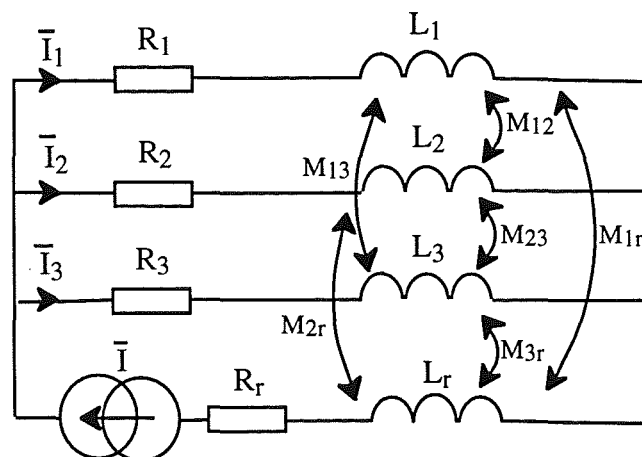 Ī₁ R₁ L₁
M₁₂
Ī₂ R₂ M₁₃ L₂
Ī₃ R₃ L₃ M₂₃ M₁ᵣ
M₂ᵣ M₃ᵣ
Ī Rᵣ Lᵣ